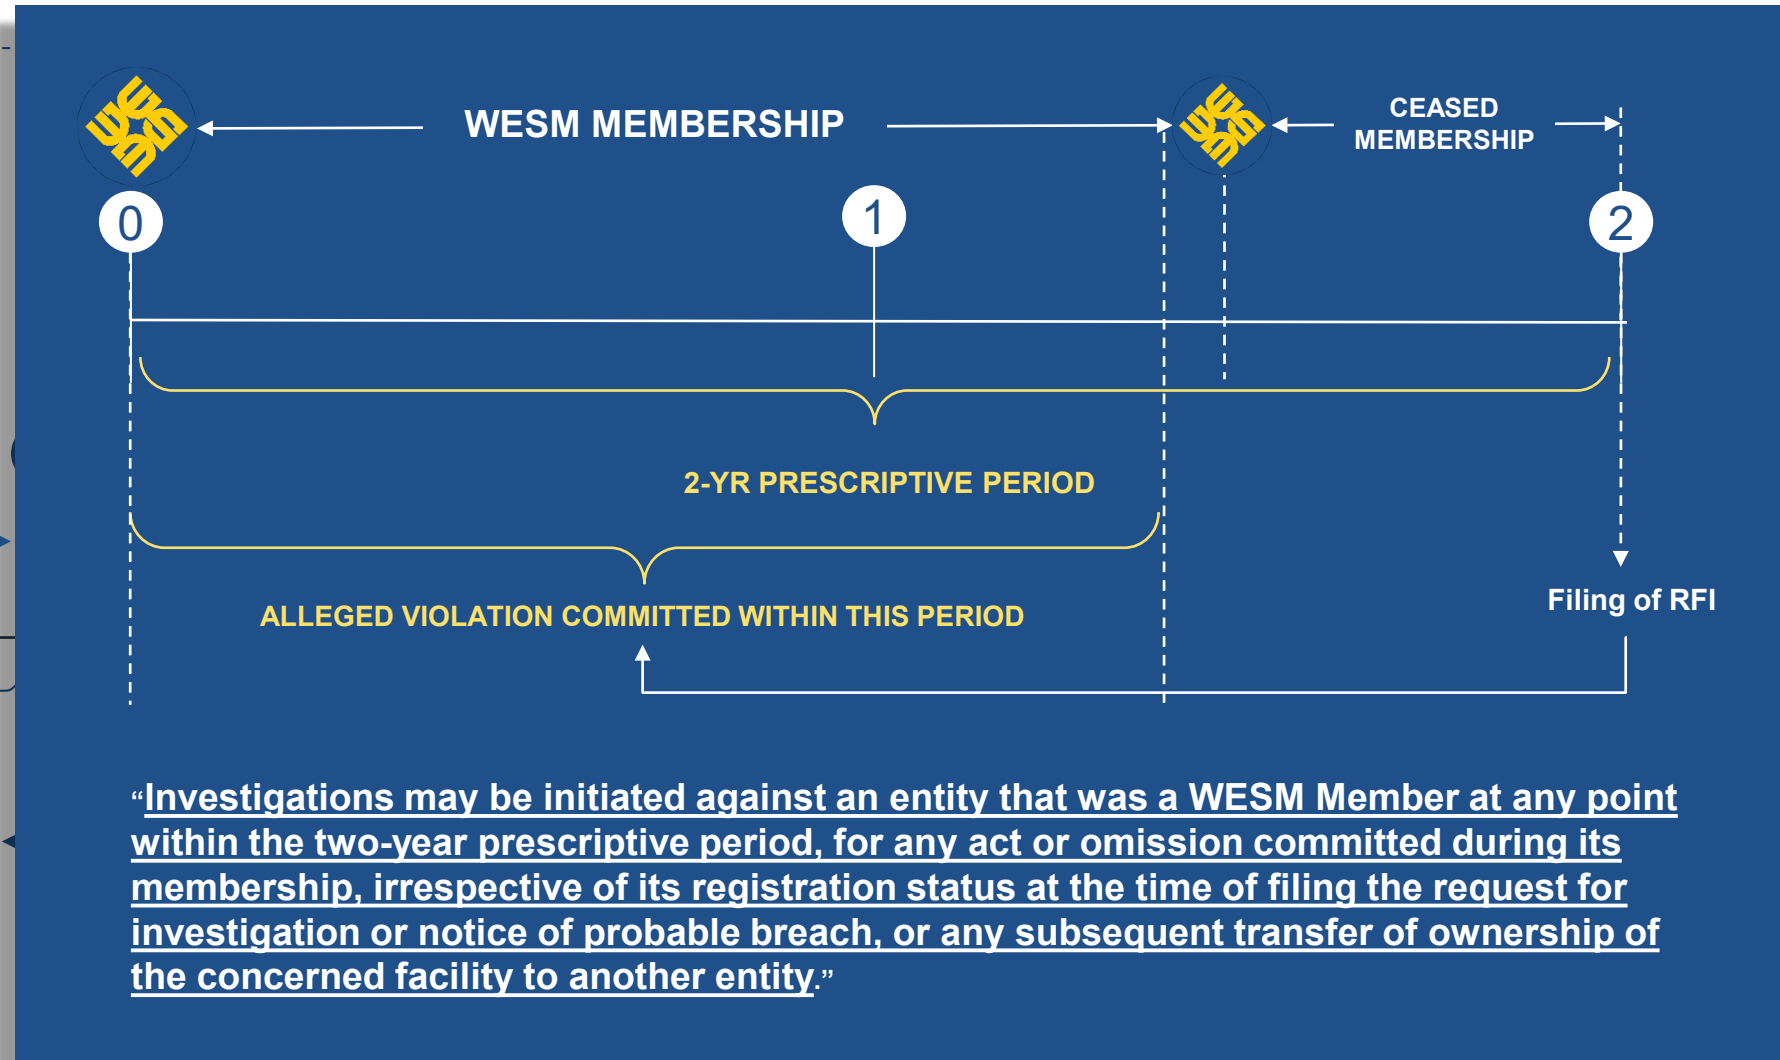 WESM MEMBERSHIP
CEASED
MEMBERSHIP
0
1
2
2-YR PRESCRIPTIVE PERIOD
ALLEGED VIOLATION COMMITTED WITHIN THIS PERIOD
Filing of RFI
“Investigations may be initiated against an entity that was a WESM Member at any point
within the two-year prescriptive period, for any act or omission committed during its
membership, irrespective of its registration status at the time of filing the request for
investigation or notice of probable breach, or any subsequent transfer of ownership of
the concerned facility to another entity.”